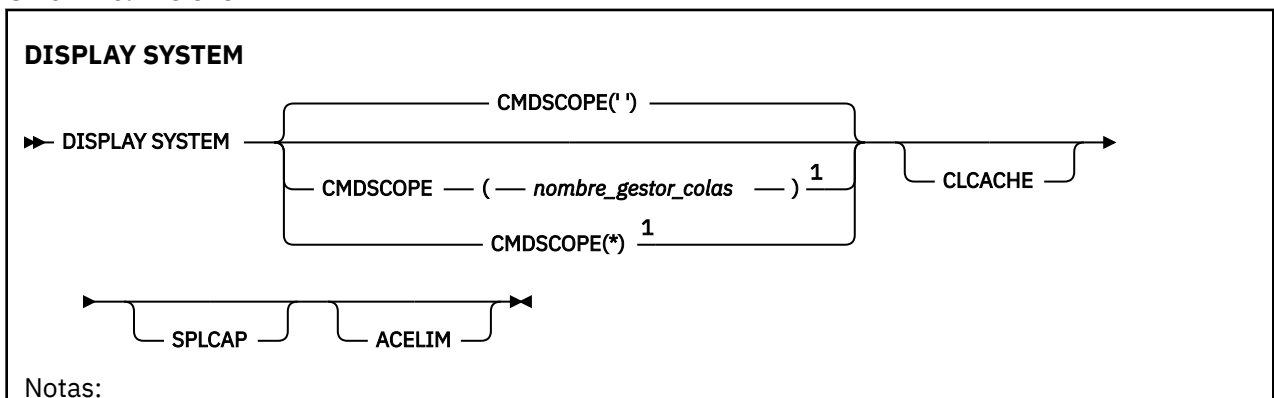 DISPLAY SYSTEM
CMDSCOPE(' ')
DISPLAY SYSTEM
CMDSCOPE ( nombre_gestor_colas ) 1
CLCACHE
CMDSCOPE(*) 1
SPLCAP ACELIM
Notas: